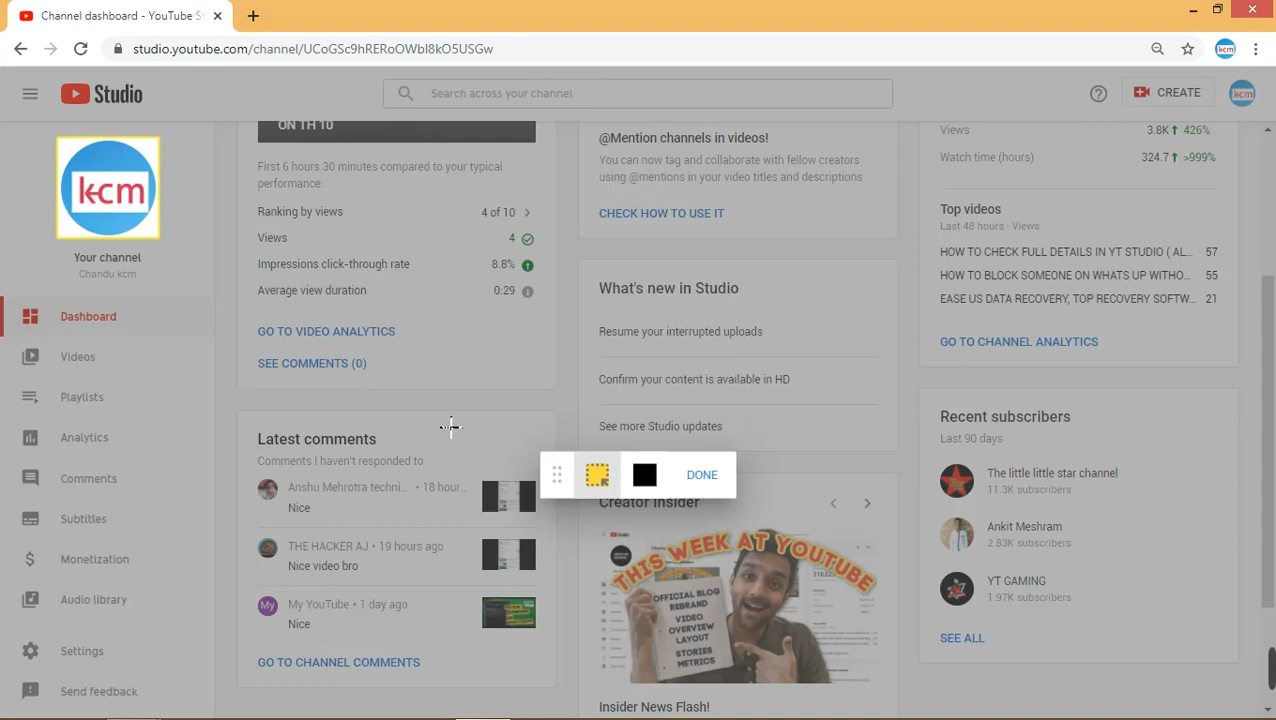 Channel dashboard - YouTube St
studio.youtube.com/channel/UCoGSc9hRERoOWbI8kO5USGw
kcm
Studio
Search across your channel
CREATE
kcm
kcm
Your channel
Chandu kcm
Dashboard
Videos
Playlists
Analytics
Comments
Subtitles
Monetization
Audio library
Settings
Send feedback
ON TH 10
First 6 hours 30 minutes compared to your typical
performance:
Ranking by views 4 of 10
Views 4
Impressions click-through rate 8.8%
Average view duration 0:29
GO TO VIDEO ANALYTICS
SEE COMMENTS (0)
Latest comments
Comments I haven't responded to
Anshu Mehrotra techni... • 18 hour...
Nice
THE HACKER AJ • 19 hours ago
Nice video bro
My
My YouTube • 1 day ago
Nice
GO TO CHANNEL COMMENTS
@Mention channels in videos!
You can now tag and collaborate with fellow creators
using @mentions in your video titles and descriptions
CHECK HOW TO USE IT
What's new in Studio
Resume your interrupted uploads
Confirm your content is available in HD
See more Studio updates
DONE
Creator Insider
THIS WEEK AT YOUTUBE
OFFICIAL BLOG
REBRAND
VIDEO
OVERVIEW
LAYOUT
STORIES
METRICS
Insider News Flash!
Views 3.8K 426%
Watch time (hours) 324.7 >999%
Top videos
Last 48 hours · Views
HOW TO CHECK FULL DETAILS IN YT STUDIO ( AL... 57
HOW TO BLOCK SOMEONE ON WHATS UP WITHO... 55
EASE US DATA RECOVERY, TOP RECOVERY SOFTW... 21
GO TO CHANNEL ANALYTICS
Recent subscribers
Last 90 days
The little little star channel
11.3K subscribers
Ankit Meshram
2.83K subscribers
YT GAMING
1.97K subscribers
SEE ALL